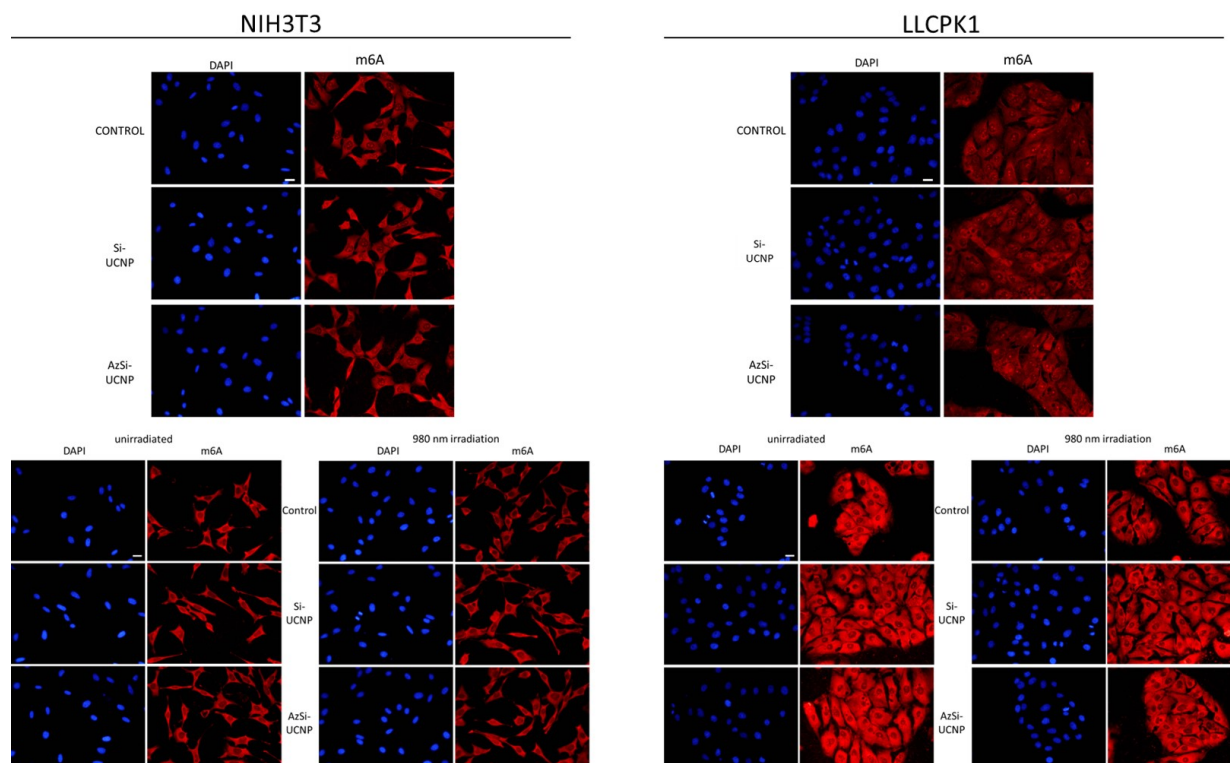 NIH3T3
DAPI
m6A
CONTROL
Si-
UCNP
AzSi-
UCNP
unirradiated
DAPI
m6A
980 nm irradiation
DAPI
m6A
Control
Si-
UCNP
AzSi-
UCNP
LLCPK1
DAPI
m6A
CONTROL
Si-
UCNP
AzSi-
UCNP
unirradiated
DAPI
m6A
980 nm irradiation
DAPI
m6A
Control
Si-
UCNP
AzSi-
UCNP